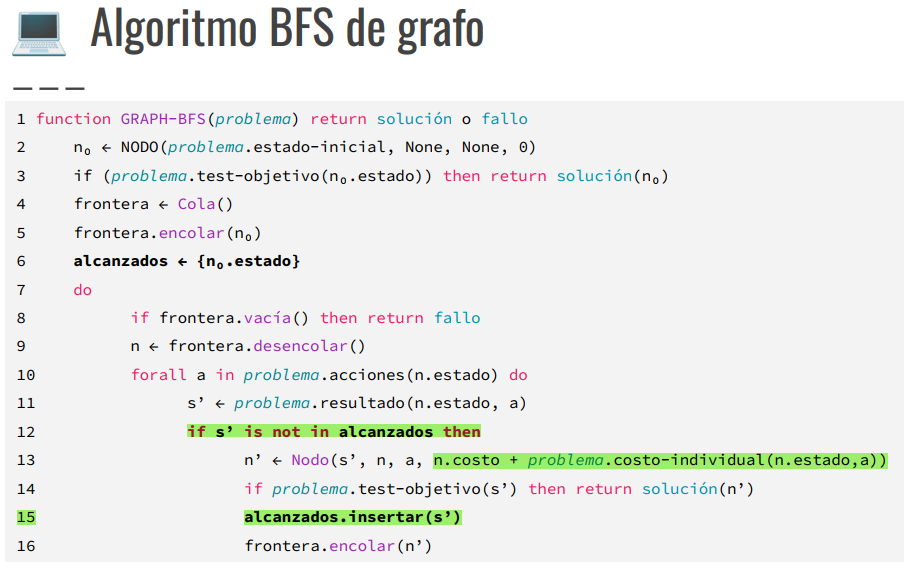 Algoritmo BFS de grafo
1 function GRAPH-BFS(problema) return solución o fallo
2 n₀ ← NODO(problema.estado-inicial, None, None, 0)
3 if (problema.test-objetivo(n₀.estado)) then return solución(n₀)
4 frontera ← Cola()
5 frontera.encolar(n₀)
6 alcanzados ← {n₀.estado}
7 do
8 if frontera.vacía() then return fallo
9 n ← frontera.desencolar()
10 forall a in problema.acciones(n.estado) do
11 s’ ← problema.resultado(n.estado, a)
12 if s’ is not in alcanzados then
13 n’ ← Nodo(s’, n, a, n.costo + problema.costo-individual(n.estado,a))
14 if problema.test-objetivo(s’) then return solución(n’)
15 alcanzados.insertar(s’)
16 frontera.encolar(n’)